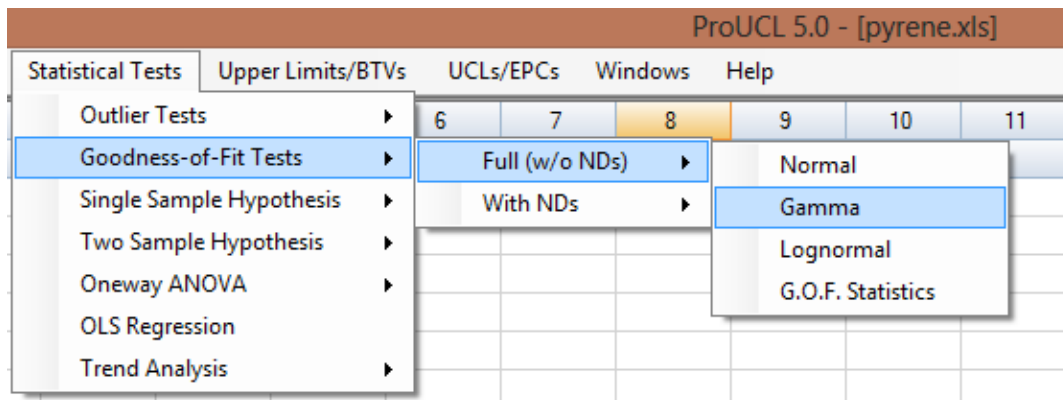 ProUCL 5.0 - [pyrene.xls]
Statistical Tests Upper Limits/BTVs UCLs/EPCs Windows Help
Outlier Tests
6 7 8 9 10 11
Goodness-of-Fit Tests
Full (w/o NDs)
Normal
Single Sample Hypothesis
With NDs
Gamma
Two Sample Hypothesis
Lognormal
Oneway ANOVA
G.O.F. Statistics
OLS Regression
Trend Analysis